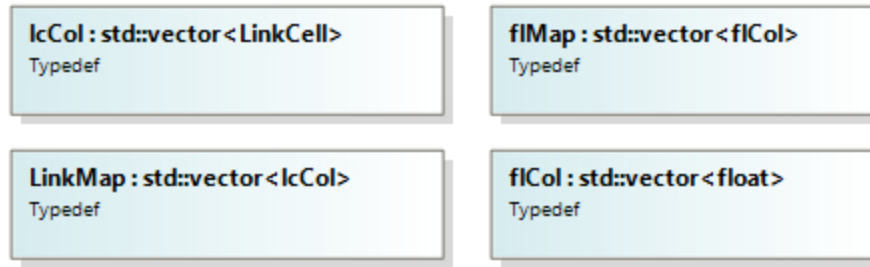 lcCol : std::vector<LinkCell>
Typedef
flMap : std::vector<flCol>
Typedef
LinkMap : std::vector<lcCol>
Typedef
flCol : std::vector<float>
Typedef